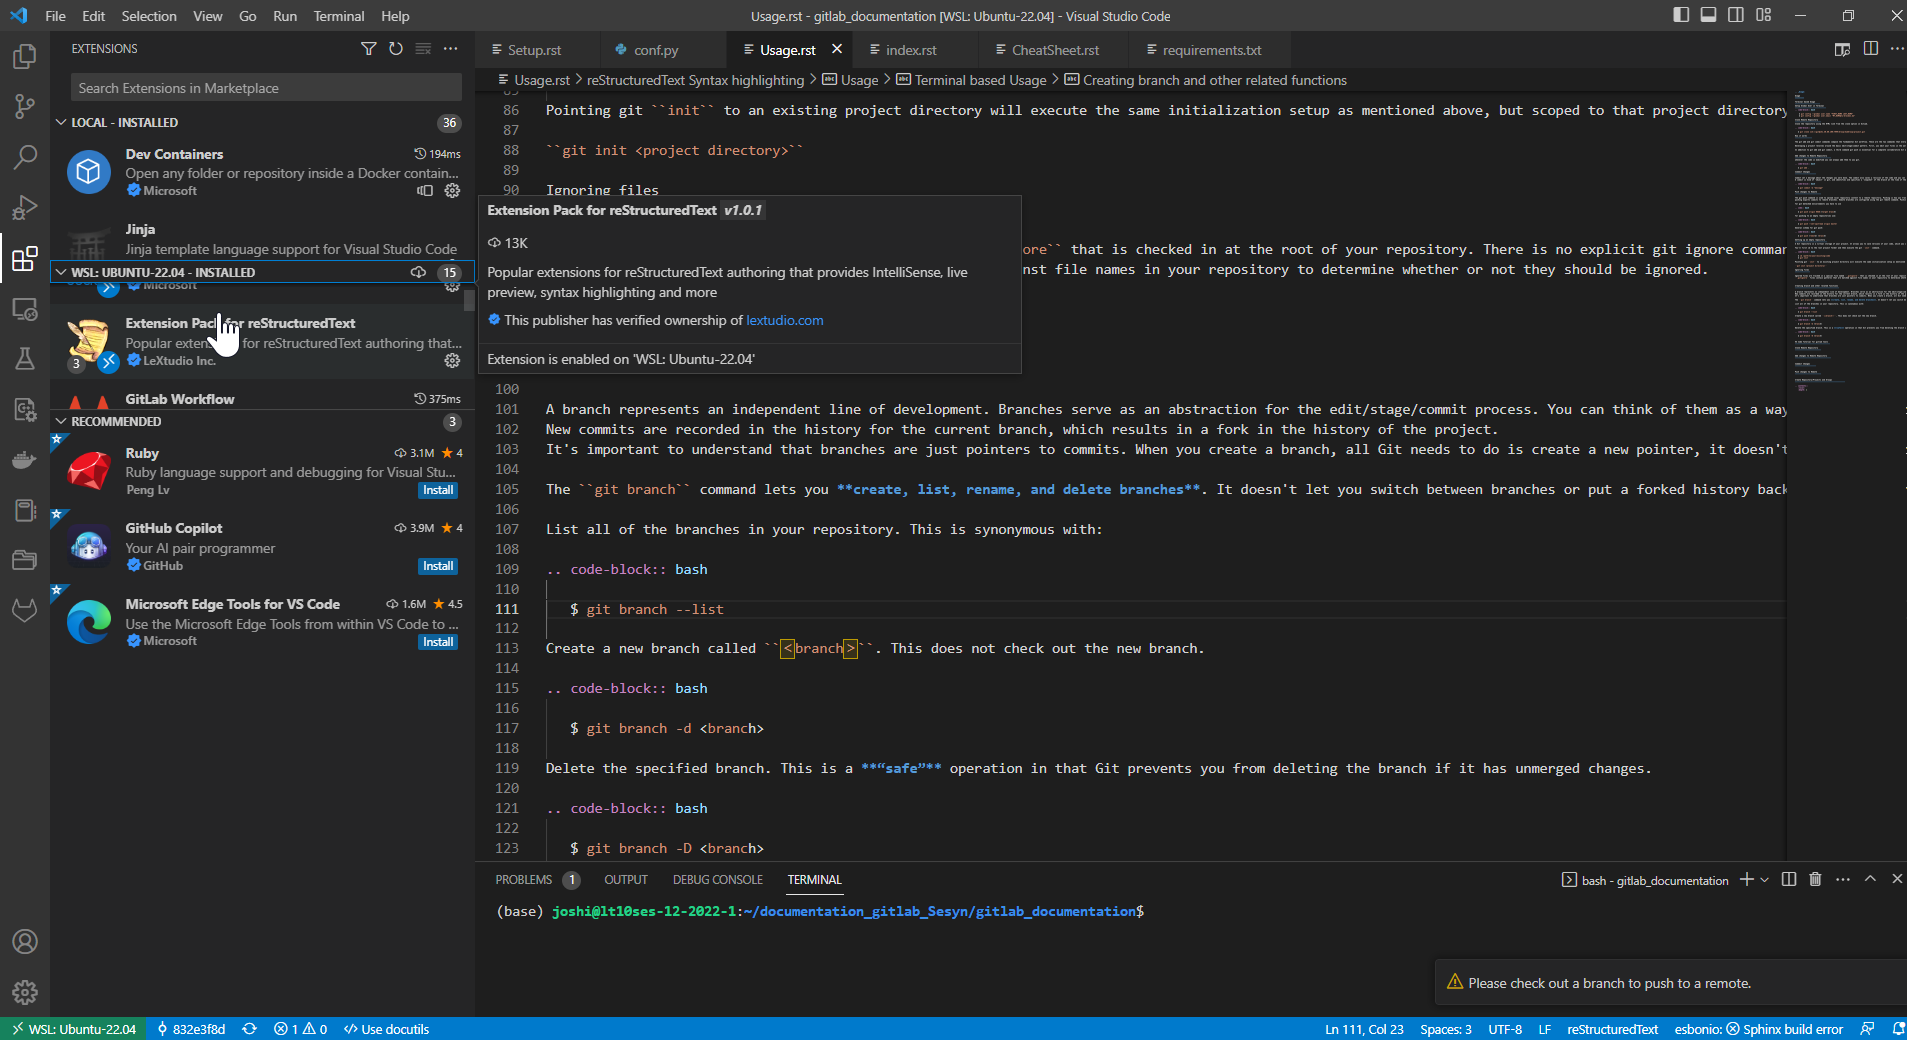 File Edit Selection View Go Run Terminal Help
Usage.rst - gitlab_documentation [WSL: Ubuntu-22.04] - Visual Studio Code
EXTENSIONS
Search Extensions in Marketplace
LOCAL - INSTALLED 36
Dev Containers 194ms
Open any folder or repository inside a Docker contain...
Microsoft
Jinja
Jinja template language support for Visual Studio Code
WSL: UBUNTU-22.04 - INSTALLED 15
Microsoft
Extension Pack for reStructuredText
Popular exten for reStructuredText authoring that...
3 LeXtudio Inc.
GitLab Workflow 375ms
RECOMMENDED 3
Ruby 3.1M 4
Ruby language support and debugging for Visual Stu...
Peng Lv Install
GitHub Copilot 3.9M 4
Your AI pair programmer
GitHub Install
Microsoft Edge Tools for VS Code 1.6M 4.5
Use the Microsoft Edge Tools from within VS Code to ...
Microsoft Install
Setup.rst conf.py Usage.rst index.rst CheatSheet.rst requirements.txt
Usage.rst > reStructuredText Syntax highlighting > Usage > Terminal based Usage > Creating branch and other related functions
85
86 Pointing git ``init`` to an existing project directory will execute the same initialization setup as mentioned above, but scoped to that project directory
87
88 ``git init <project directory>``
89
90 Ignoring files
Extension Pack for reStructuredText v1.0.1
13K
Popular extensions for reStructuredText authoring that provides IntelliSense, live
preview, syntax highlighting and more
This publisher has verified ownership of lextudio.com
Extension is enabled on 'WSL: Ubuntu-22.04'
ore`` that is checked in at the root of your repository. There is no explicit git ignore comma
nst file names in your repository to determine whether or not they should be ignored.
100
101 A branch represents an independent line of development. Branches serve as an abstraction for the edit/stage/commit process. You can think of them as a way
102 New commits are recorded in the history for the current branch, which results in a fork in the history of the project.
103 It's important to understand that branches are just pointers to commits. When you create a branch, all Git needs to do is create a new pointer, it doesn't
104
105 The ``git branch`` command lets you **create, list, rename, and delete branches**. It doesn't let you switch between branches or put a forked history back
106
107 List all of the branches in your repository. This is synonymous with:
108
109 .. code-block:: bash
110
111 $ git branch --list
112
113 Create a new branch called ``<branch>``. This does not check out the new branch.
114
115 .. code-block:: bash
116
117 $ git branch -d <branch>
118
119 Delete the specified branch. This is a **“safe”** operation in that Git prevents you from deleting the branch if it has unmerged changes.
120
121 .. code-block:: bash
122
123 $ git branch -D <branch>
PROBLEMS 1 OUTPUT DEBUG CONSOLE TERMINAL
bash - gitlab_documentation
(base) joshi@lt10ses-12-2022-1:~/documentation_gitlab_Sesyn/gitlab_documentation$
Please check out a branch to push to a remote.
WSL: Ubuntu-22.04 832e3f8d 1 0 Use docutils
Ln 111, Col 23 Spaces: 3 UTF-8 LF reStructuredText esbonio: Sphinx build error